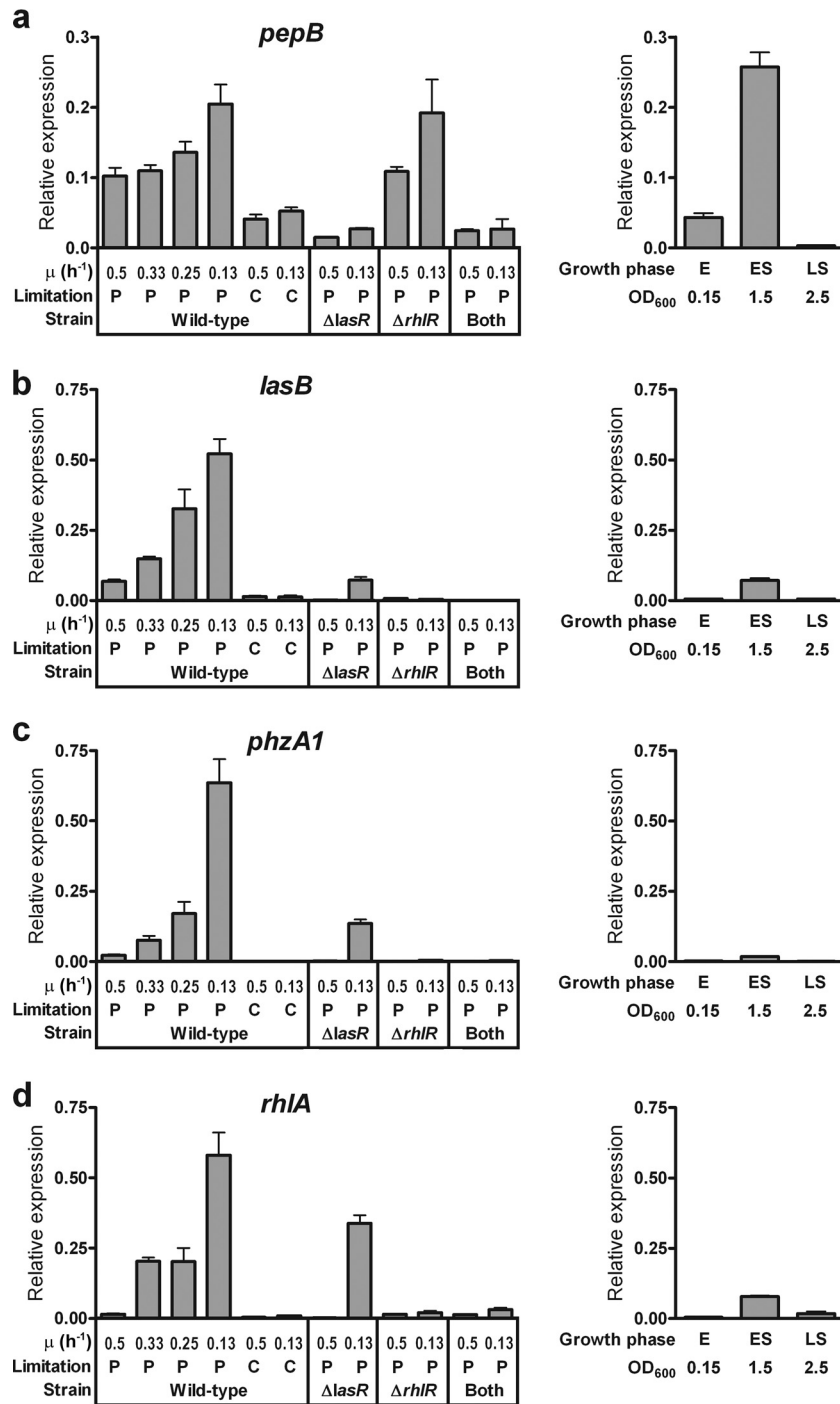 a
pepB
Relative expression
0.3
0.2
0.1
0.0
μ (h⁻¹) 0.5 0.33 0.25 0.13 0.5 0.13 0.5 0.13 0.5 0.13 0.5 0.13
Limitation P P P P C C P P P P P P
Strain Wild-type ΔlasR ΔrhlR Both
Relative expression
0.3
0.2
0.1
0.0
Growth phase E ES LS
OD₆₀₀ 0.15 1.5 2.5
b
lasB
Relative expression
0.75
0.50
0.25
0.00
μ (h⁻¹) 0.5 0.33 0.25 0.13 0.5 0.13 0.5 0.13 0.5 0.13 0.5 0.13
Limitation P P P P C C P P P P P P
Strain Wild-type ΔlasR ΔrhlR Both
Relative expression
0.75
0.50
0.25
0.00
Growth phase E ES LS
OD₆₀₀ 0.15 1.5 2.5
c
phzA1
Relative expression
0.75
0.50
0.25
0.00
μ (h⁻¹) 0.5 0.33 0.25 0.13 0.5 0.13 0.5 0.13 0.5 0.13 0.5 0.13
Limitation P P P P C C P P P P P P
Strain Wild-type ΔlasR ΔrhlR Both
Relative expression
0.75
0.50
0.25
0.00
Growth phase E ES LS
OD₆₀₀ 0.15 1.5 2.5
d
rhlA
Relative expression
0.75
0.50
0.25
0.00
μ (h⁻¹) 0.5 0.33 0.25 0.13 0.5 0.13 0.5 0.13 0.5 0.13 0.5 0.13
Limitation P P P P C C P P P P P P
Strain Wild-type ΔlasR ΔrhlR Both
Relative expression
0.75
0.50
0.25
0.00
Growth phase E ES LS
OD₆₀₀ 0.15 1.5 2.5